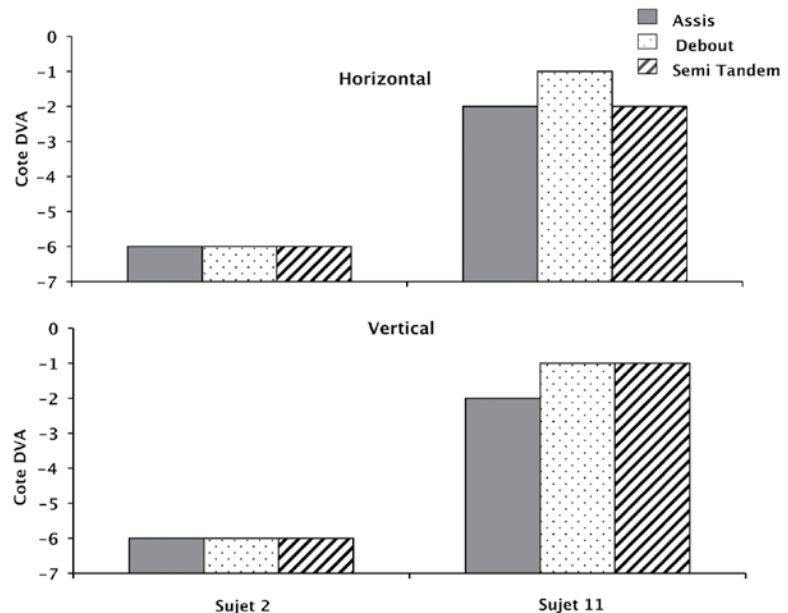 Assis
Debout
Semi Tandem
Horizontal
Cote DVA
0
-1
-2
-3
-4
-5
-6
-7
Vertical
Cote DVA
0
-1
-2
-3
-4
-5
-6
-7
Sujet 2
Sujet 11